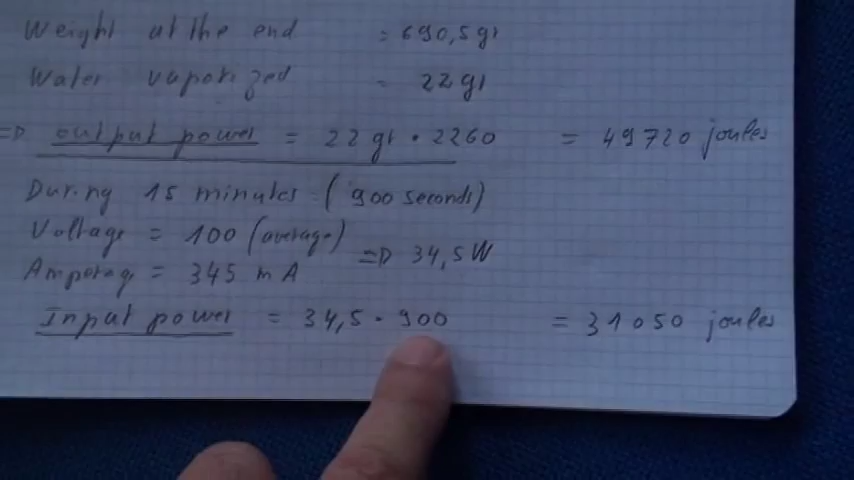 Weight at the end = 690,5 gr
Water vaporized = 22 gr
=D output power = 22 gr • 2260 = 49720 joules
During 15 minutes = (900 seconds)
Voltage = 100 (average)
=D 34,5 W
Amperag = 345 mA
Input power = 34,5 • 900 = 31050 joules